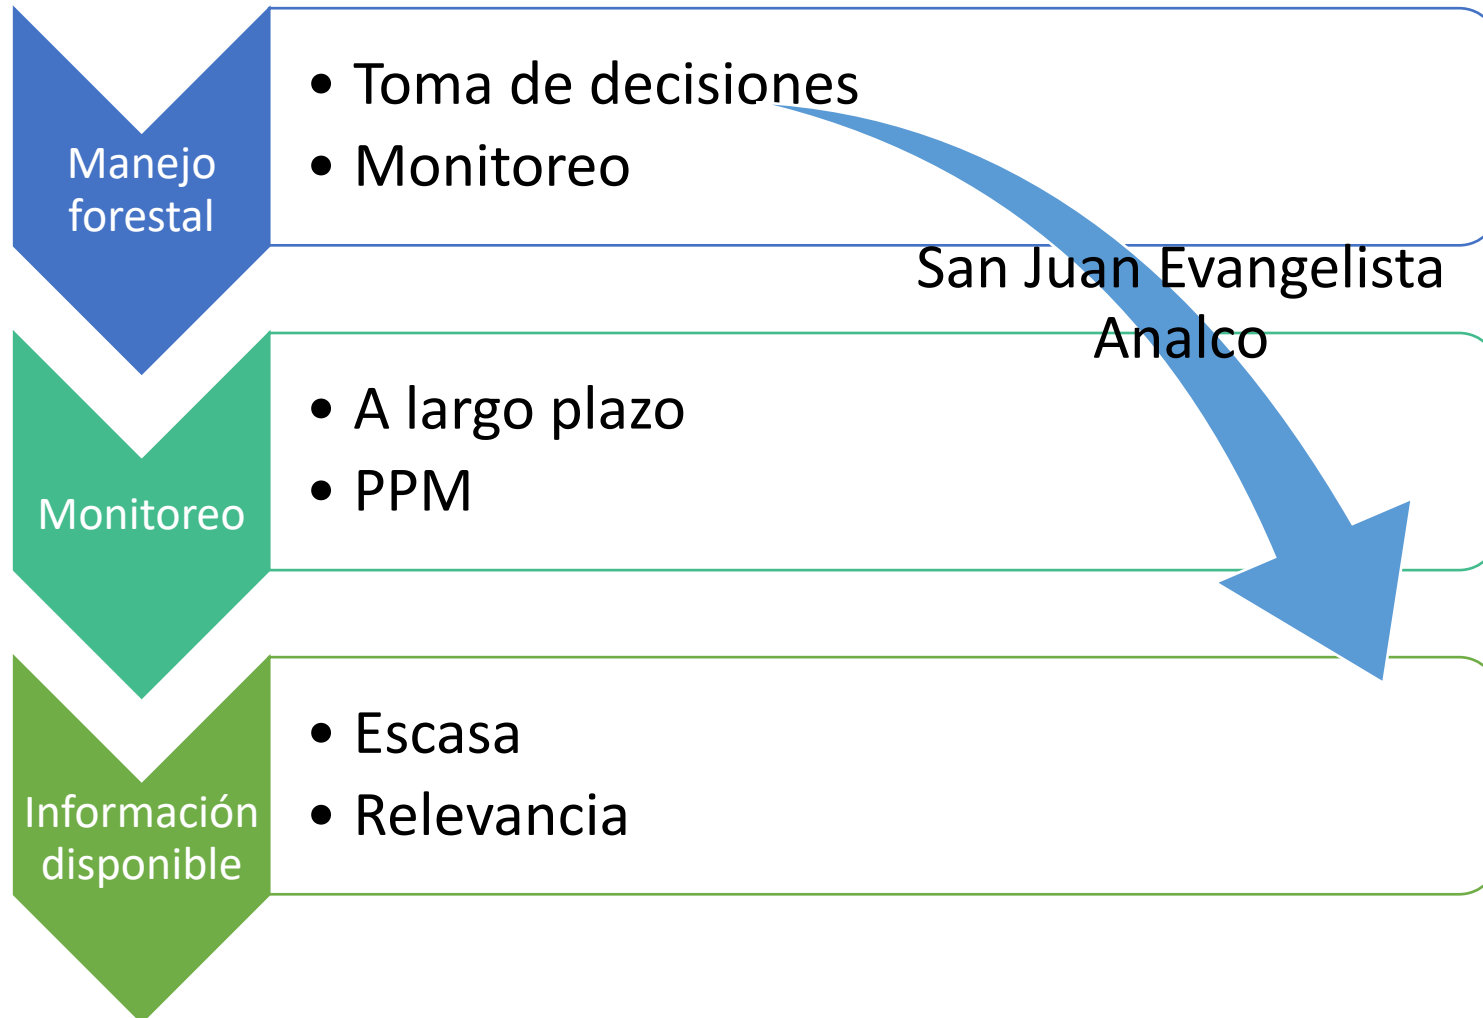 Manejo
forestal
• Toma de decisiones
• Monitoreo
San Juan Evangelista
Analco
Monitoreo
• A largo plazo
• PPM
Información
disponible
• Escasa
• Relevancia